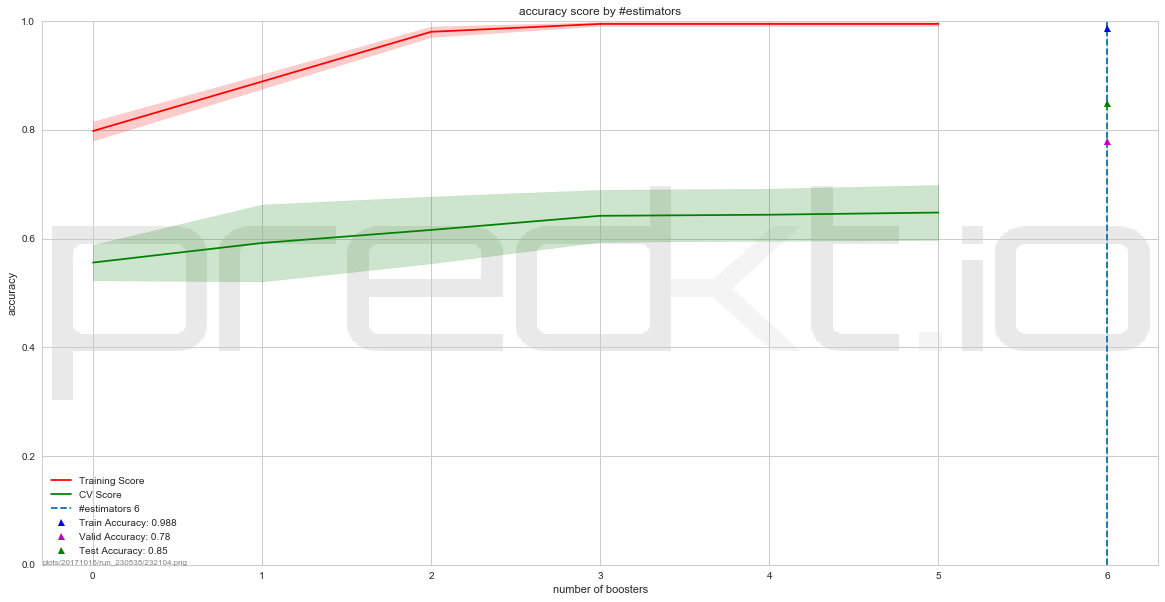 accuracy score by #estimators
1.0
0.8
0.6
0.4
0.2
0.0
accuracy
predkt.io
Training Score
CV Score
#estimators 6
Train Accuracy: 0.988
Valid Accuracy: 0.78
Test Accuracy: 0.85
0 1 2 3 4 5 6
number of boosters